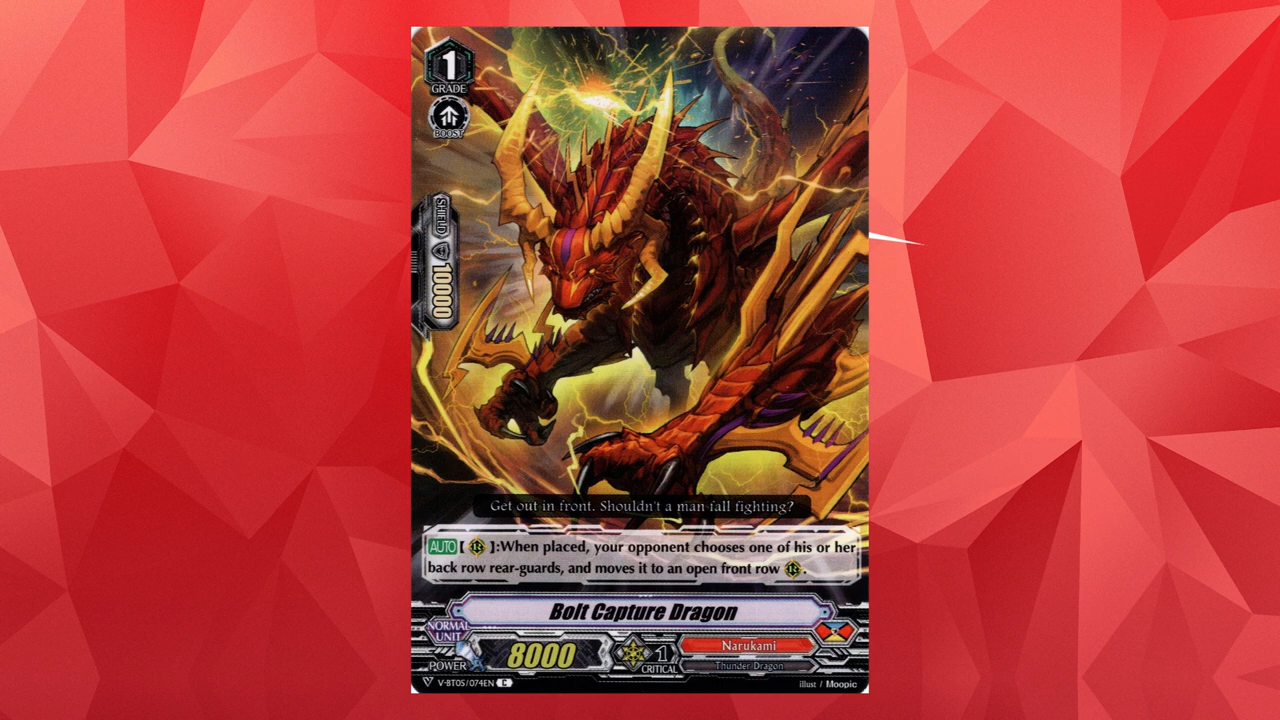 1
GRADE
BOOST
SHIELD
10000
Get out in front. Shouldn't a man fall fighting?
AUTO [ R ]:When placed, your opponent chooses one of his or her
back row rear-guards, and moves it to an open front row R.
Bolt Capture Dragon
NORMAL
UNIT
POWER
8000
1
CRITICAL
Narukami
Thunder Dragon
V-BT05/074EN C
illust / Moopic